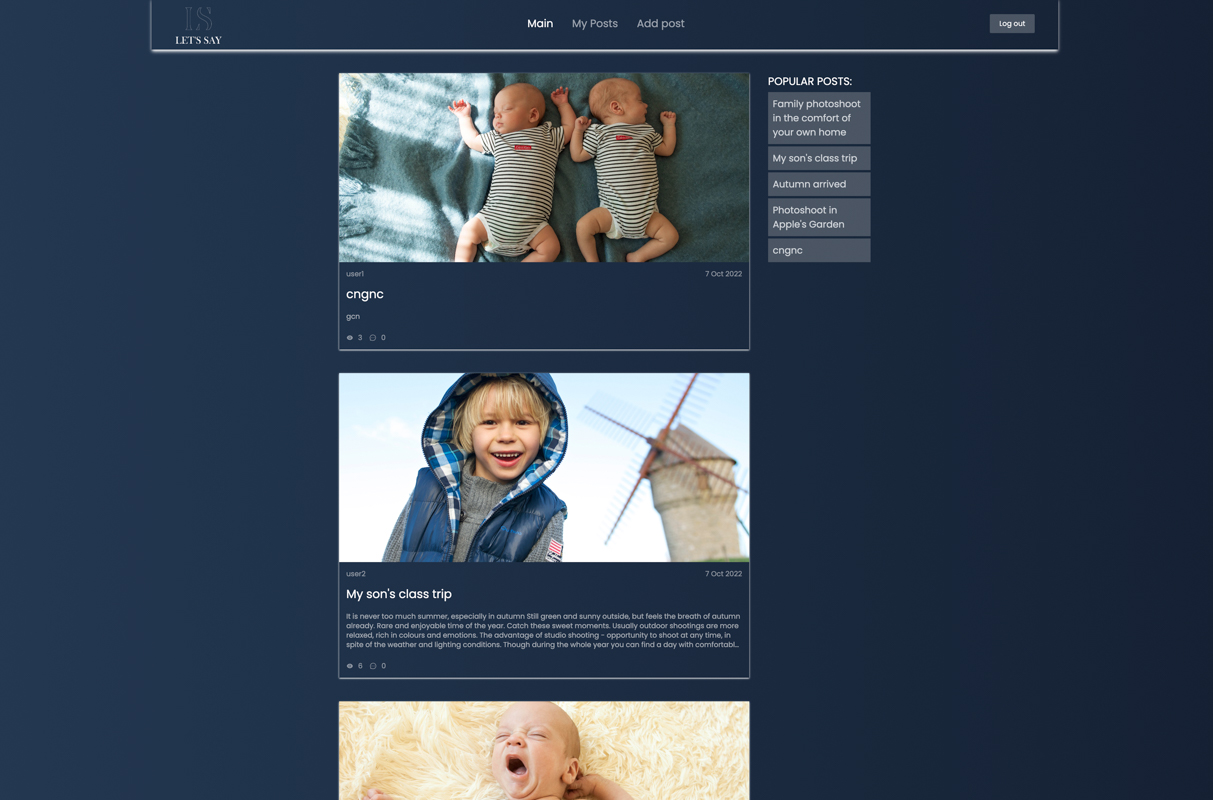 LS
LET'S SAY
Main
My Posts
Add post
Log out
user1
7 Oct 2022
cngnc
gcn
3
0
user2
7 Oct 2022
My son's class trip
It is never too much summer, especially in autumn Still green and sunny outside, but feels the breath of autumn
already. Rare and enjoyable time of the year. Catch these sweet moments. Usually outdoor shootings are more
relaxed, rich in colours and emotions. The advantage of studio shooting - opportunity to shoot at any time, in
spite of the weather and lighting conditions. Though during the whole year you can find a day with comfortabl...
6
0
POPULAR POSTS:
Family photoshoot
in the comfort of
your own home
My son's class trip
Autumn arrived
Photoshoot in
Apple's Garden
cngnc